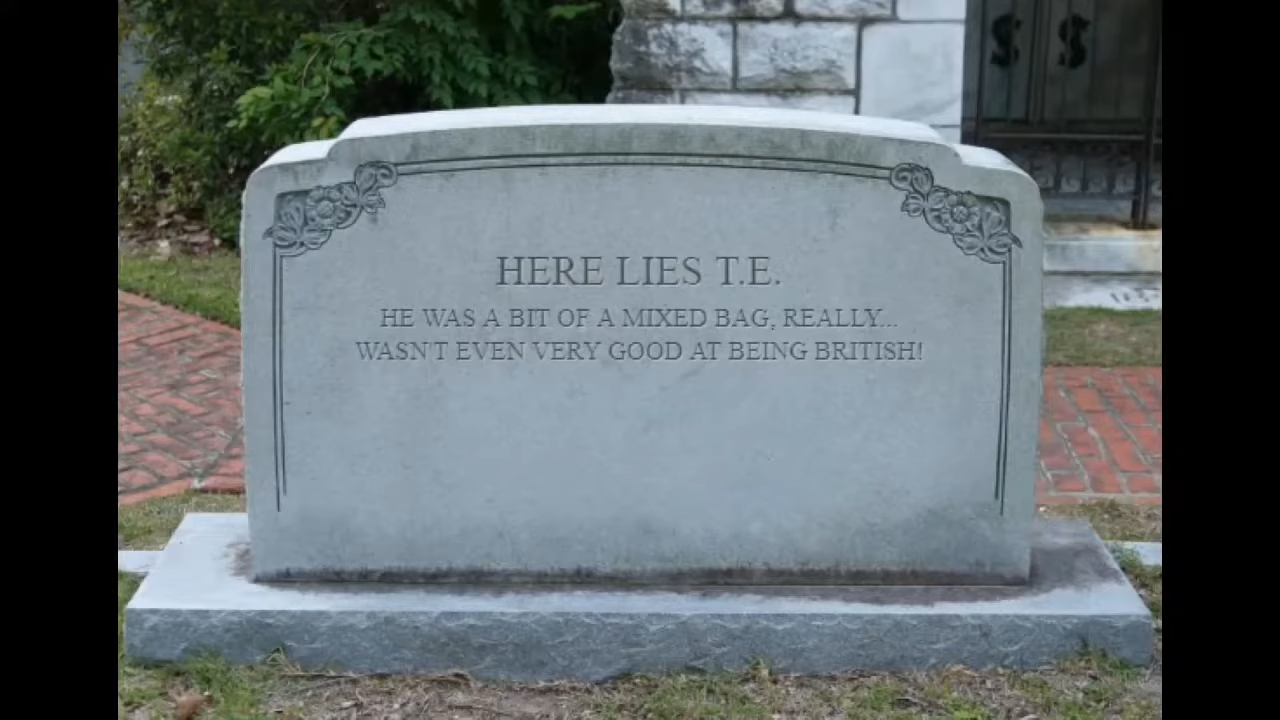 HERE LIES T.E.
HE WAS A BIT OF A MIXED BAG, REALLY...
WASN'T EVEN VERY GOOD AT BEING BRITISH!